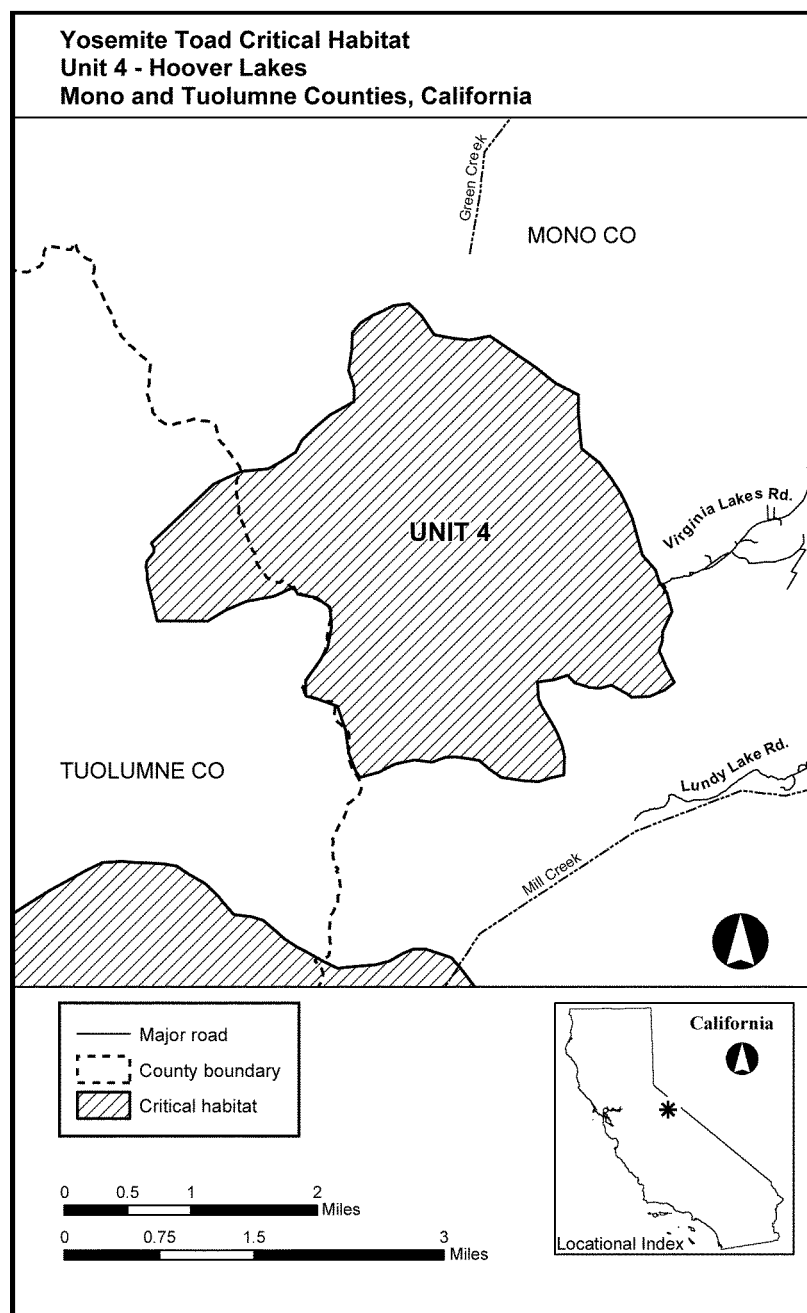 Yosemite Toad Critical Habitat
Unit 4 - Hoover Lakes
Mono and Tuolumne Counties, California
Green Creek
MONO CO
Virginia Lakes Rd.
UNIT 4
TUOLUMNE CO
Lundy Lake Rd.
Mill Creek
Major road
County boundary
Critical habitat
California
Locational Index
0 0.5 1 2
Miles
0 0.75 1.5 3
Miles